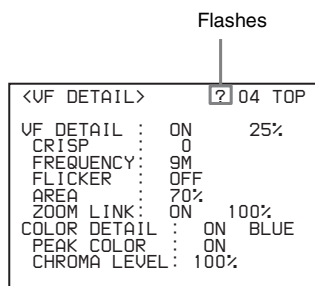 Flashes
<VF DETAIL> ? 04 TOP
VF DETAIL : ON 25%
CRISP : 0
FREQUENCY: 9M
FLICKER : OFF
AREA : 70%
ZOOM LINK: ON 100%
COLOR DETAIL : ON BLUE
PEAK COLOR : ON
CHROMA LEVEL: 100%